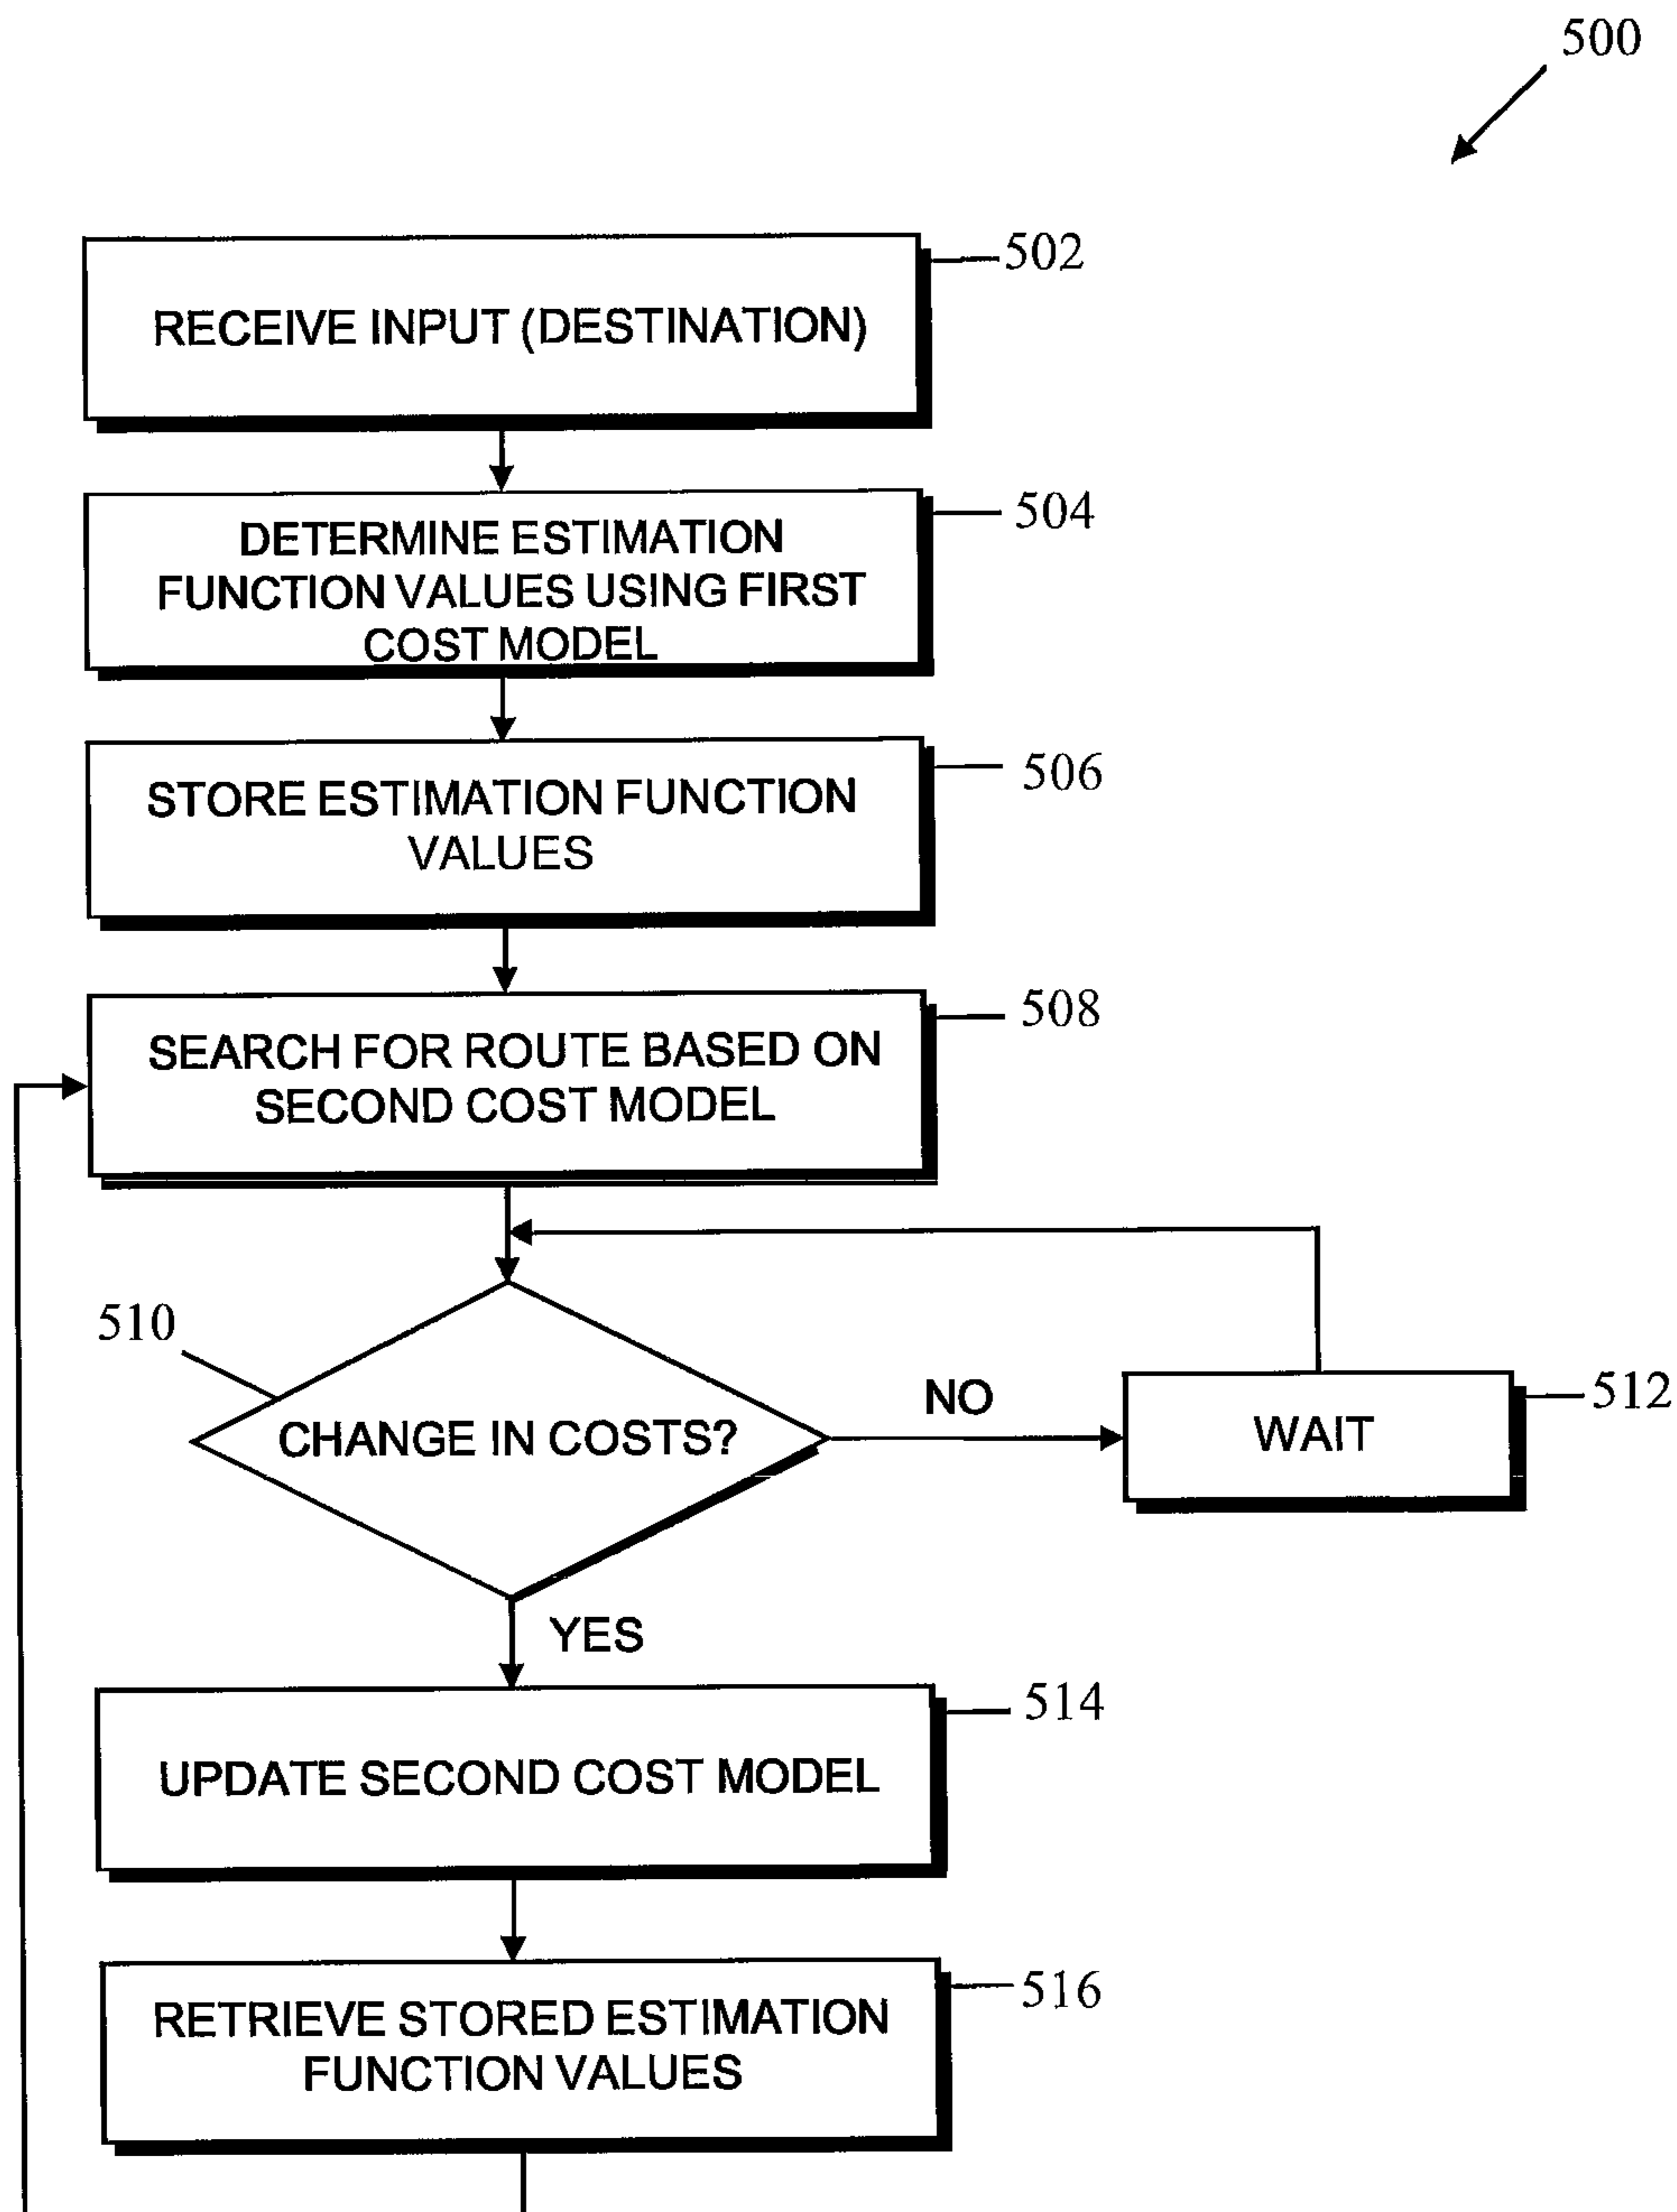 500
502
RECEIVE INPUT (DESTINATION)
504
DETERMINE ESTIMATION
FUNCTION VALUES USING FIRST
COST MODEL
506
STORE ESTIMATION FUNCTION
VALUES
508
SEARCH FOR ROUTE BASED ON
SECOND COST MODEL
510
CHANGE IN COSTS?
NO
512
WAIT
YES
514
UPDATE SECOND COST MODEL
516
RETRIEVE STORED ESTIMATION
FUNCTION VALUES